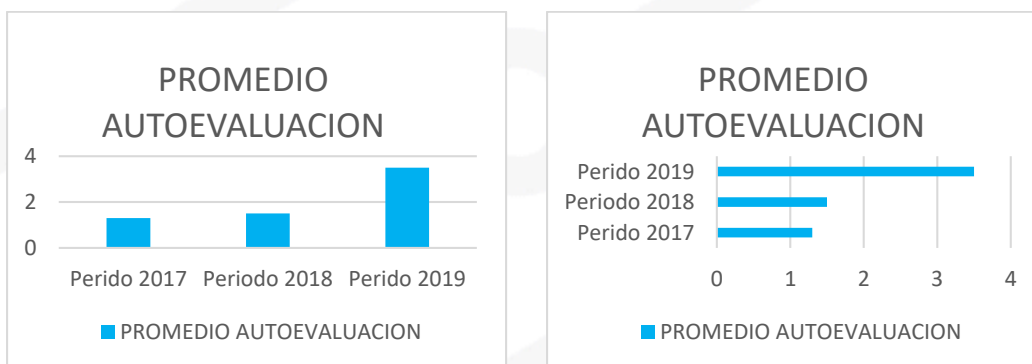 PROMEDIO
AUTOEVALUACION
4
2
0
Perido 2017 Periodo 2018 Perido 2019
PROMEDIO AUTOEVALUACION
PROMEDIO
AUTOEVALUACION
Perido 2019
Periodo 2018
Perido 2017
0 1 2 3 4
PROMEDIO AUTOEVALUACION